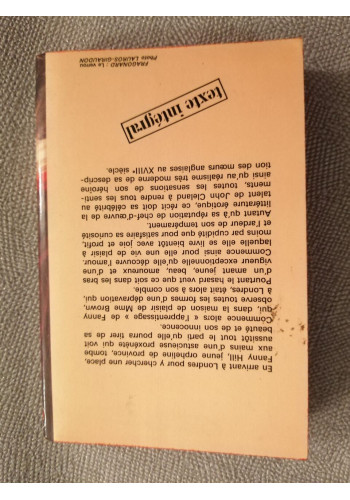 En arrivant à Londres pour y chercher une place,
Fanny Hill, jeune orpheline de province, tombe
aux mains d'une astucieuse proxénète qui voit
aussitôt tout le parti qu'elle pourra tirer de sa
beauté et de son innocence.
Commence alors « l'apprentissage » de Fanny
qui, dans la maison de plaisir de Mme Brown,
observe toutes les formes d'une dépravation qui,
à Londres, était alors à son comble.
Pourtant le hasard veut que ce soit dans les bras
d'un amant jeune, beau, amoureux et d'une
vigueur exceptionnelle qu'elle découvre l'amour.
Commence ainsi pour elle une vie de plaisir à
laquelle elle se livre bientôt avec joie et profit,
moins par cupidité que pour satisfaire sa curiosité
et l'ardeur de son tempérament.
Autant qu'à sa réputation de chef-d'œuvre de la
littérature érotique, ce récit doit sa célébrité au
talent de John Cleland à rendre tous les senti-
ments, toutes les sensations de son héroïne
ainsi qu'au réalisme très moderne de sa descrip-
tion des mœurs anglaises au XVIIIe siècle.
texte intégral
FRAGONARD : Le verrou
Photo LAUROS-GIRAUDON